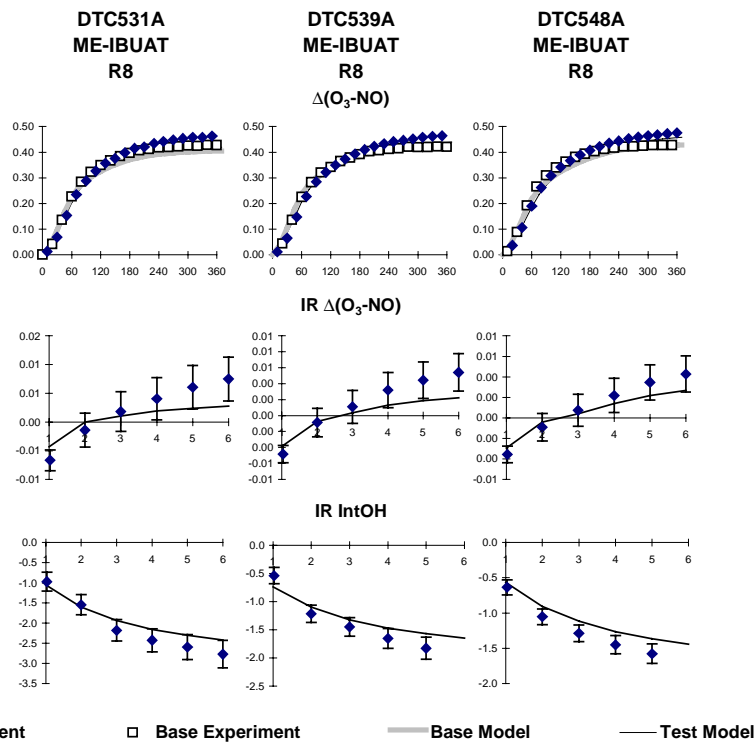 DTC531A DTC539A DTC548A
ME-IBUAT ME-IBUAT ME-IBUAT
R8 R8 R8
∆(O₃-NO)
0.50 0.50 0.50
0.40 0.40 0.40
0.30 0.30 0.30
0.20 0.20 0.20
0.10 0.10 0.10
0.00 0.00 0.00
0 60 120 180 240 300 360 0 60 120 180 240 300 360 0 60 120 180 240 300 360
IR ∆(O₃-NO)
0.02 0.01 0.01
0.01 0.01 0.01
0.01 0.00 0.00
0.00 0.00 0.00
-0.01 0.00 0.00
-0.01 0.00 0.00
0.00 0.00
-0.01 -0.01
-0.01 -0.01
1 2 3 4 5 6 1 2 3 4 5 6 1 2 3 4 5 6
IR IntOH
0.0 0.0 0.0
-0.5 -0.5 -0.5
-1.0 -1.0 -1.0
-1.5 -1.5 -1.5
-2.0 -2.0 -2.0
-2.5 -2.5
-3.0
-3.5
1 2 3 4 5 6 1 2 3 4 5 6 1 2 3 4 5 6
ent Base Experiment Base Model Test Model